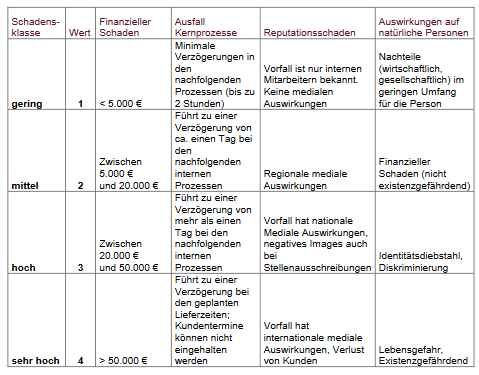 Schadens-
klasse
Wert
Finanzieller
Schaden
Ausfall
Kernprozesse
Reputationsschaden
Auswirkungen auf
natürliche Personen
gering
1
< 5.000 €
Minimale
Verzögerungen in
den
nachfolgenden
Prozessen (bis zu
2 Stunden)
Vorfall ist nur internen
Mitarbeitern bekannt.
Keine medialen
Auswirkungen
Nachteile
(wirtschaftlich,
gesellschaftlich) im
geringen Umfang
für die Person
mittel
2
Zwischen
5.000 €
und 20.000 €
Führt zu einer
Verzögerung von
ca. einen Tag bei
den
nachfolgenden
internen
Prozessen
Regionale mediale
Auswirkungen
Finanzieller
Schaden (nicht
existenzgefährdend)
hoch
3
Zwischen
20.000 €
und 50.000 €
Führt zu einer
Verzögerung von
mehr als einen
Tag bei den
nachfolgenden
internen
Prozessen
Vorfall hat nationale
Mediale Auswirkungen,
negatives Images auch
bei
Stellenausschreibungen
Identitätsdiebstahl,
Diskriminierung
sehr hoch
4
> 50.000 €
Führt zu einer
Verzögerung bei
den geplanten
Lieferzeiten;
Kundentermine
können nicht
eingehalten
werden
Vorfall hat
internationale mediale
Auswirkungen, Verlust
von Kunden
Lebensgefahr,
Existenzgefährdend